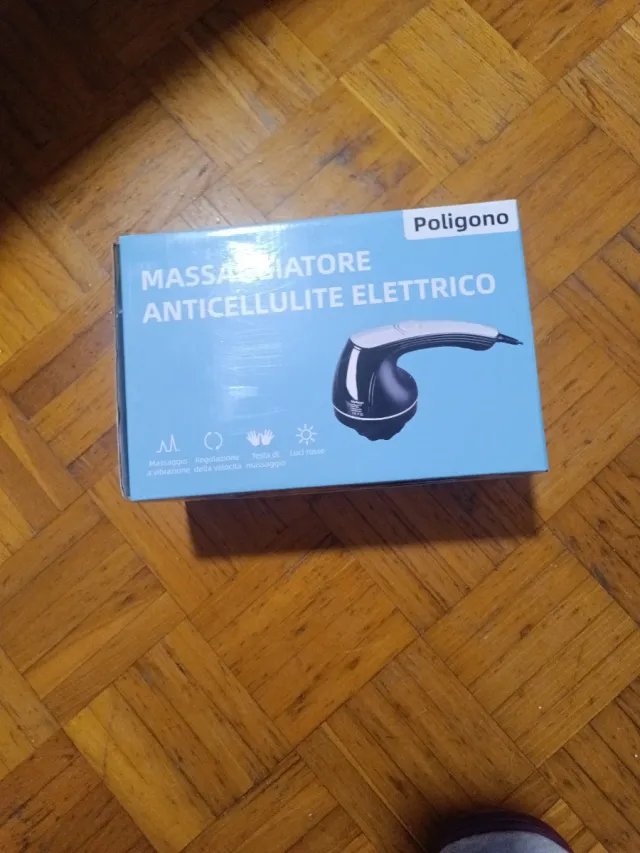 Poligono
MASSAGGIATORE
ANTICELLULITE ELETTRICO
Massaggio
a vibrazione
Regolazione
della velocità
Testa di
massaggio
Luci rosse